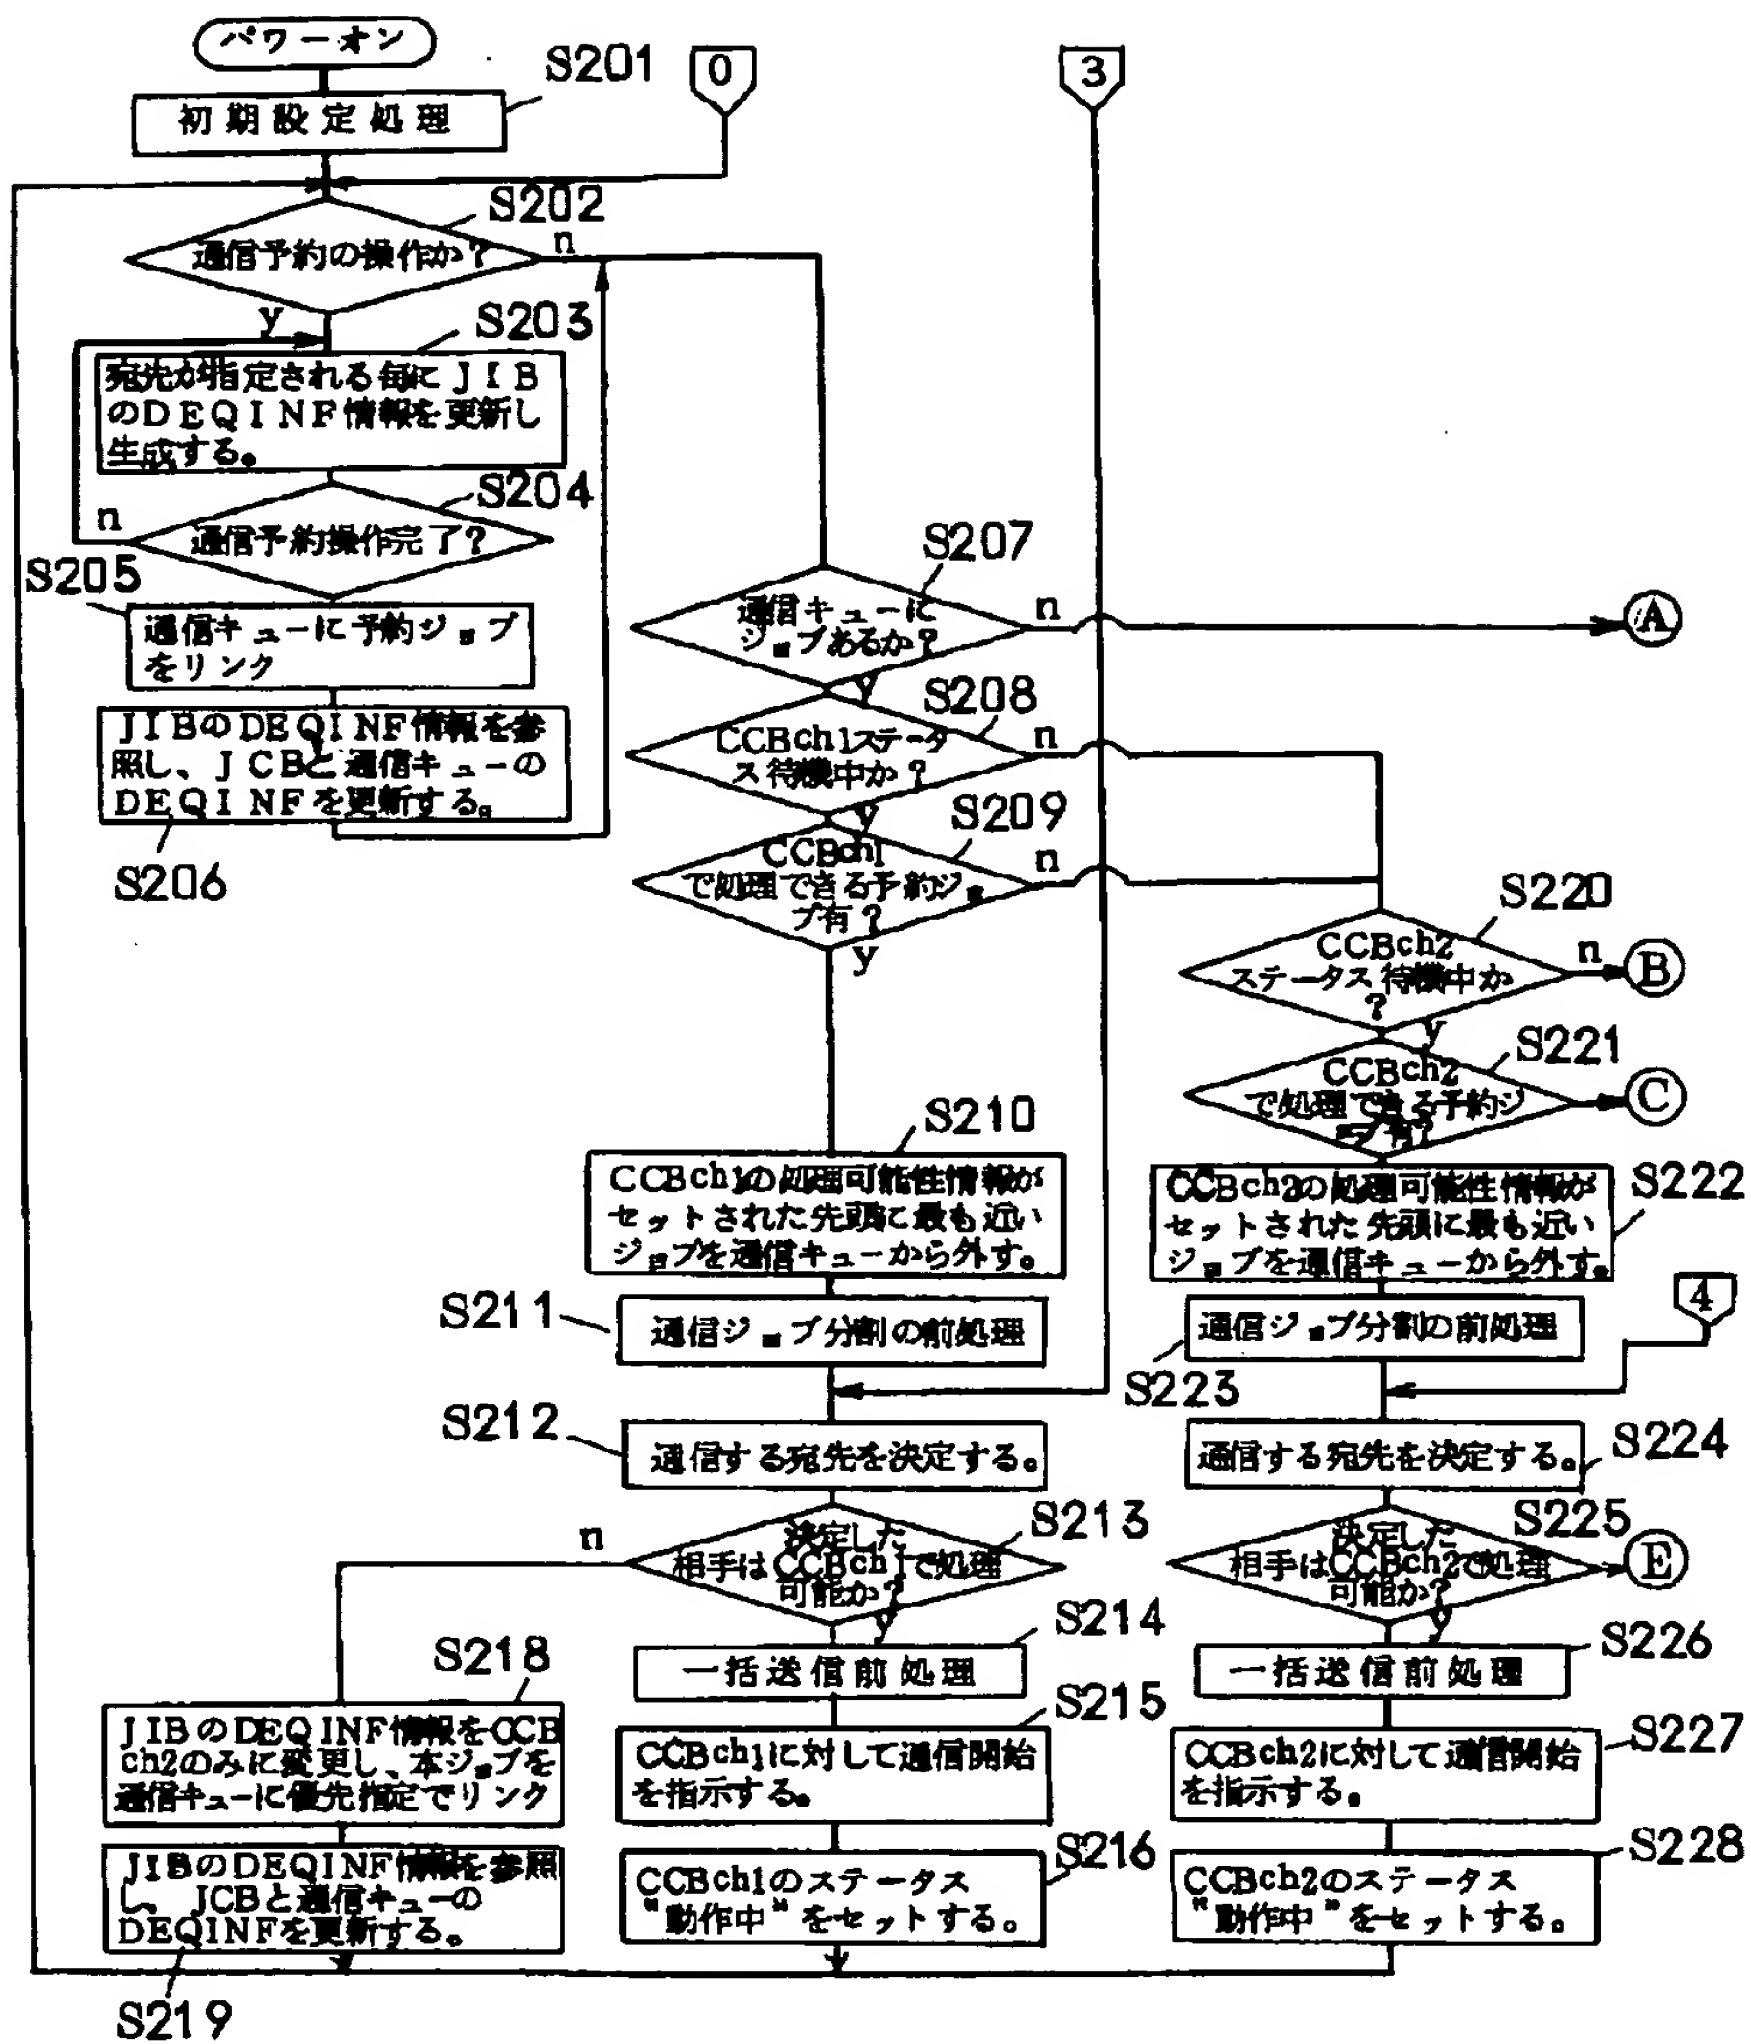 パワーオン
S201
0
3
初期設定処理
S202
通信予約の操作か?
n
y
S203
宛先が指定される毎にJIB
のDEQINF情報を更新し
生成する。
S204
n
通信予約操作完了?
S205
通信キューに予約ジョブ
をリンク
JIBのDEQINF情報を参
照し、JCBと通信キューの
DEQINFを更新する。
S206
S207
通信キューに
ジョブあるか?
n
A
y
S208
CCBch1ステータ
ス待機中か?
n
y
S209
CCBch1
で処理できる予約ジョ
ブ有?
n
y
S220
CCBch2
ステータス待機中か
?
n
B
y
S221
CCBch2
で処理できる予約ジ
ョブ有?
C
S210
CCBch1の処理可能性情報が
セットされた先頭に最も近い
ジョブを通信キューから外す。
S222
CCBch2の処理可能性情報が
セットされた先頭に最も近い
ジョブを通信キューから外す。
S211
通信ジョブ分割の前処理
4
通信ジョブ分割の前処理
S223
S212
通信する宛先を決定する。
通信する宛先を決定する。
S224
n
S213
決定した
相手はCCBch1で処理
可能か?
y
S225
決定した
相手はCCBch2で処理
可能か?
E
y
S214
一括送信前処理
S226
一括送信前処理
S218
JIBのDEQINF情報をCCB
ch2のみに変更し、本ジョブを
通信キューに優先指定でリンク
S215
CCBch1に対して通信開始
を指示する。
S227
CCBch2に対して通信開始
を指示する。
JIBのDEQINF情報を参照
し、JCBと通信キューの
DEQINFを更新する。
S219
S216
CCBch1のステータス
“動作中”をセットする。
S228
CCBch2のステータス
“動作中”をセットする。